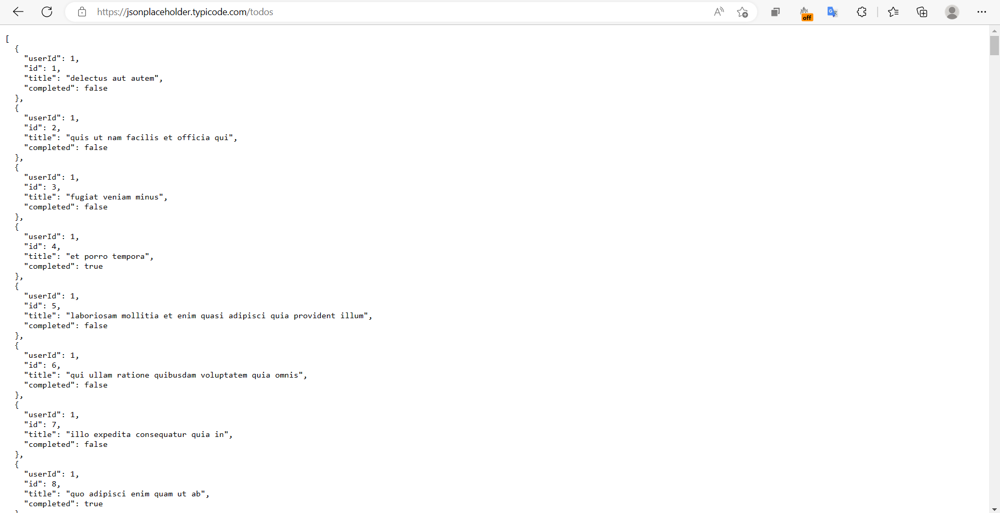 https://jsonplaceholder.typicode.com/todos
off
[
  {
    "userId": 1,
    "id": 1,
    "title": "delectus aut autem",
    "completed": false
  },
  {
    "userId": 1,
    "id": 2,
    "title": "quis ut nam facilis et officia qui",
    "completed": false
  },
  {
    "userId": 1,
    "id": 3,
    "title": "fugiat veniam minus",
    "completed": false
  },
  {
    "userId": 1,
    "id": 4,
    "title": "et porro tempora",
    "completed": true
  },
  {
    "userId": 1,
    "id": 5,
    "title": "laboriosam mollitia et enim quasi adipisci quia provident illum",
    "completed": false
  },
  {
    "userId": 1,
    "id": 6,
    "title": "qui ullam ratione quibusdam voluptatem quia omnis",
    "completed": false
  },
  {
    "userId": 1,
    "id": 7,
    "title": "illo expedita consequatur quia in",
    "completed": false
  },
  {
    "userId": 1,
    "id": 8,
    "title": "quo adipisci enim quam ut ab",
    "completed": true